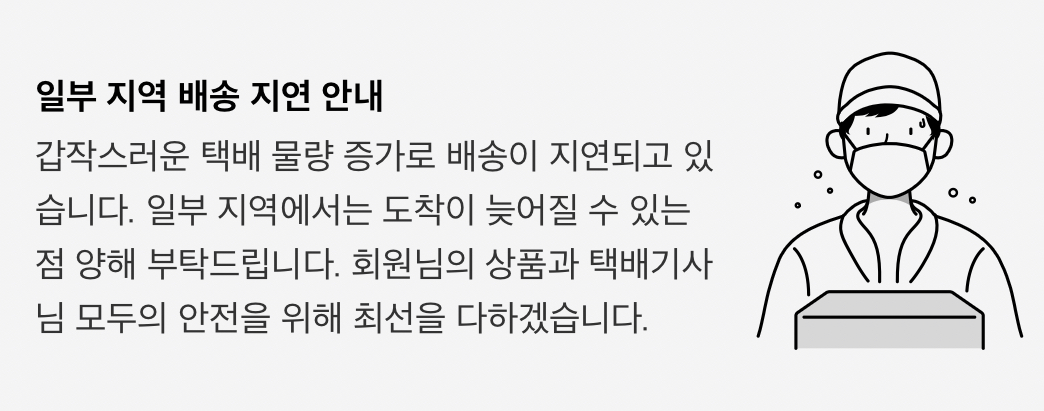 일부 지역 배송 지연 안내
갑작스러운 택배 물량 증가로 배송이 지연되고 있
습니다. 일부 지역에서는 도착이 늦어질 수 있는
점 양해 부탁드립니다. 회원님의 상품과 택배기사
님 모두의 안전을 위해 최선을 다하겠습니다.